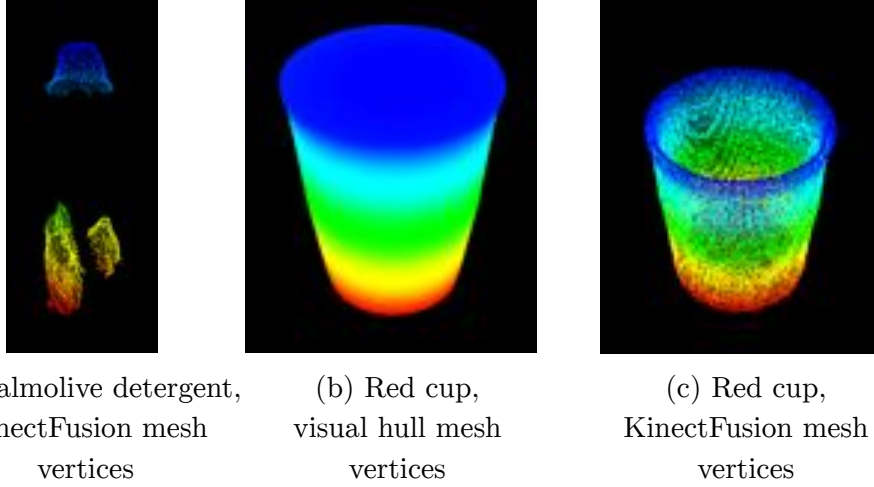 almolive detergent,
nectFusion mesh
vertices
(b) Red cup,
visual hull mesh
vertices
(c) Red cup,
KinectFusion mesh
vertices